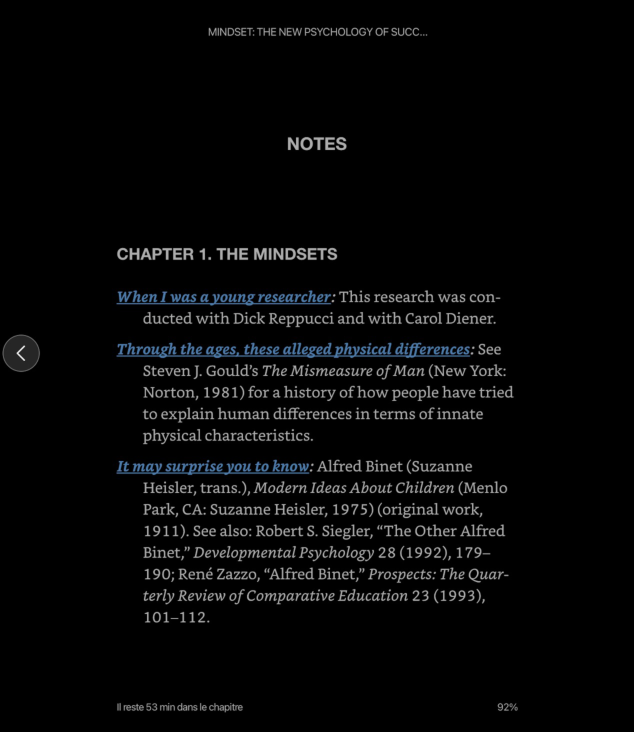 MINDSET: THE NEW PSYCHOLOGY OF SUCC...
NOTES
CHAPTER 1. THE MINDSETS
When I was a young researcher: This research was con-
ducted with Dick Reppucci and with Carol Diener.
Through the ages, these alleged physical differences: See
Steven J. Gould’s The Mismeasure of Man (New York:
Norton, 1981) for a history of how people have tried
to explain human differences in terms of innate
physical characteristics.
It may surprise you to know: Alfred Binet (Suzanne
Heisler, trans.), Modern Ideas About Children (Menlo
Park, CA: Suzanne Heisler, 1975) (original work,
1911). See also: Robert S. Siegler, “The Other Alfred
Binet,” Developmental Psychology 28 (1992), 179–
190; René Zazzo, “Alfred Binet,” Prospects: The Quar-
terly Review of Comparative Education 23 (1993),
101–112.
Il reste 53 min dans le chapitre
92%